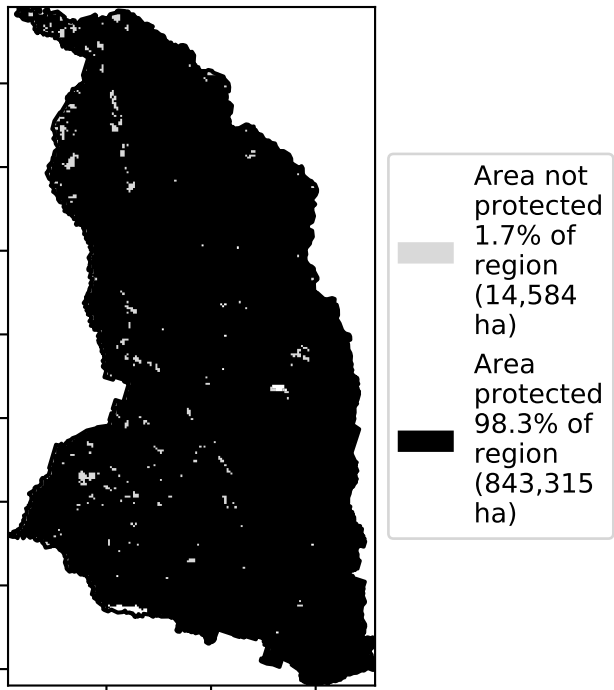 Area not
protected
1.7% of
region
(14,584
ha)
Area
protected
98.3% of
region
(843,315
ha)